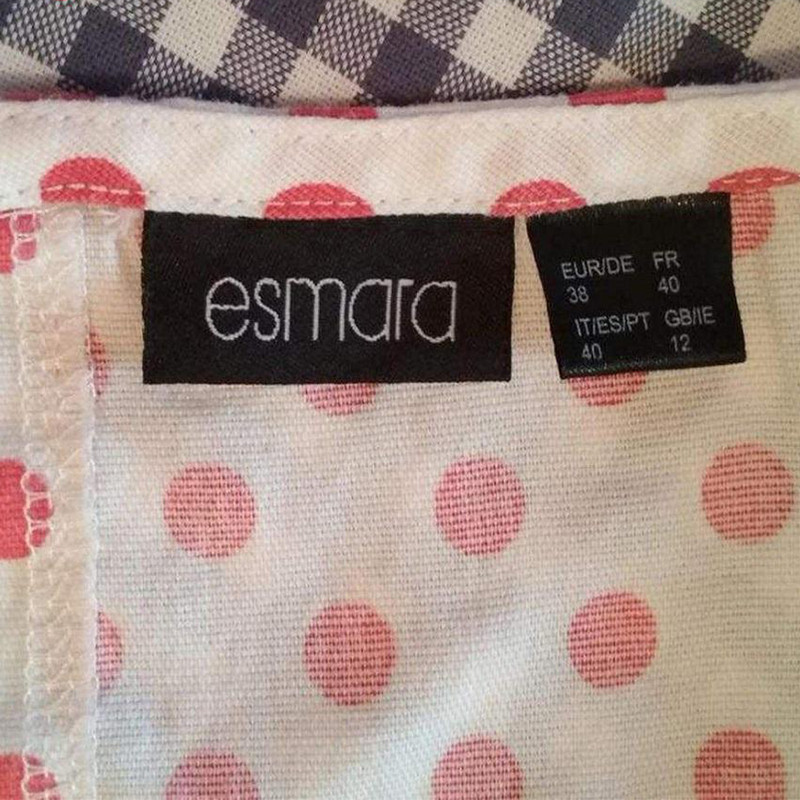 esmara
EUR/DE FR
38 40
IT/ES/PT GB/IE
40 12